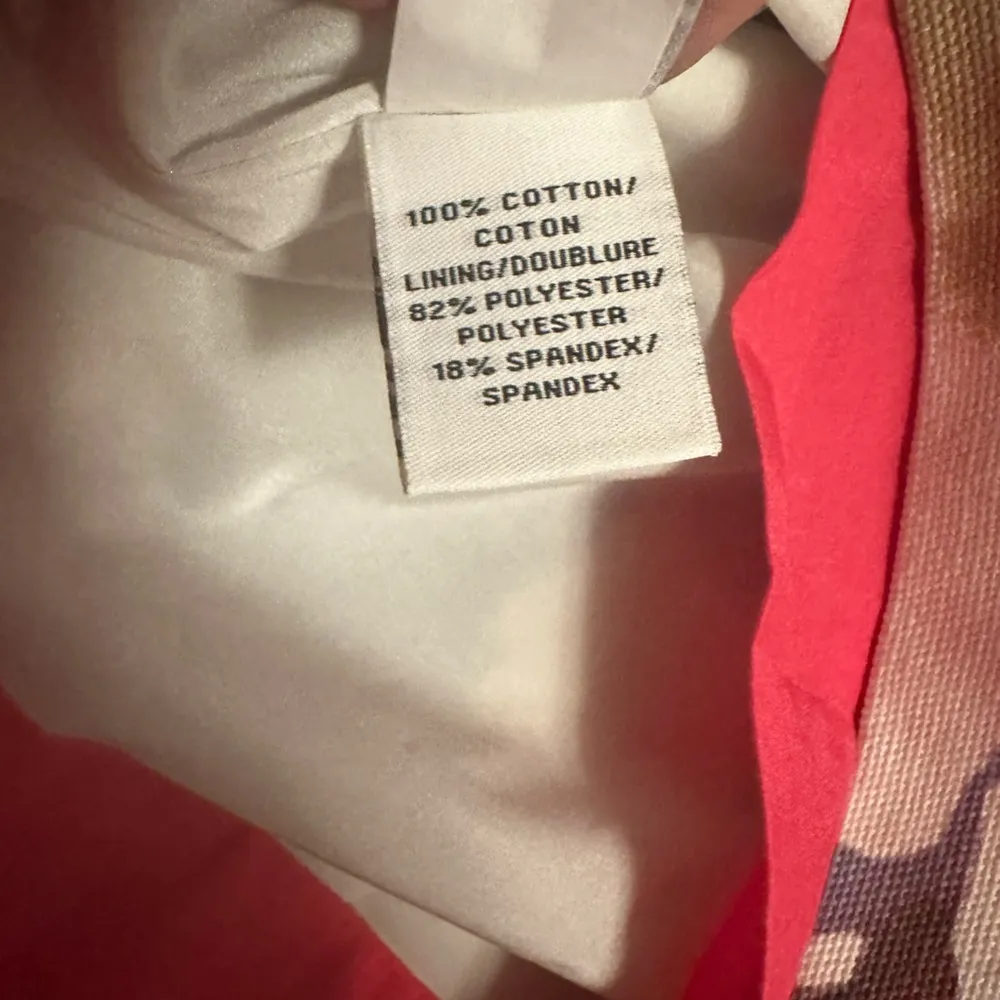 100% COTTON/
COTON
LINING/DOUBLURE
82% POLYESTER/
POLYESTER
18% SPANDEX/
SPANDEX